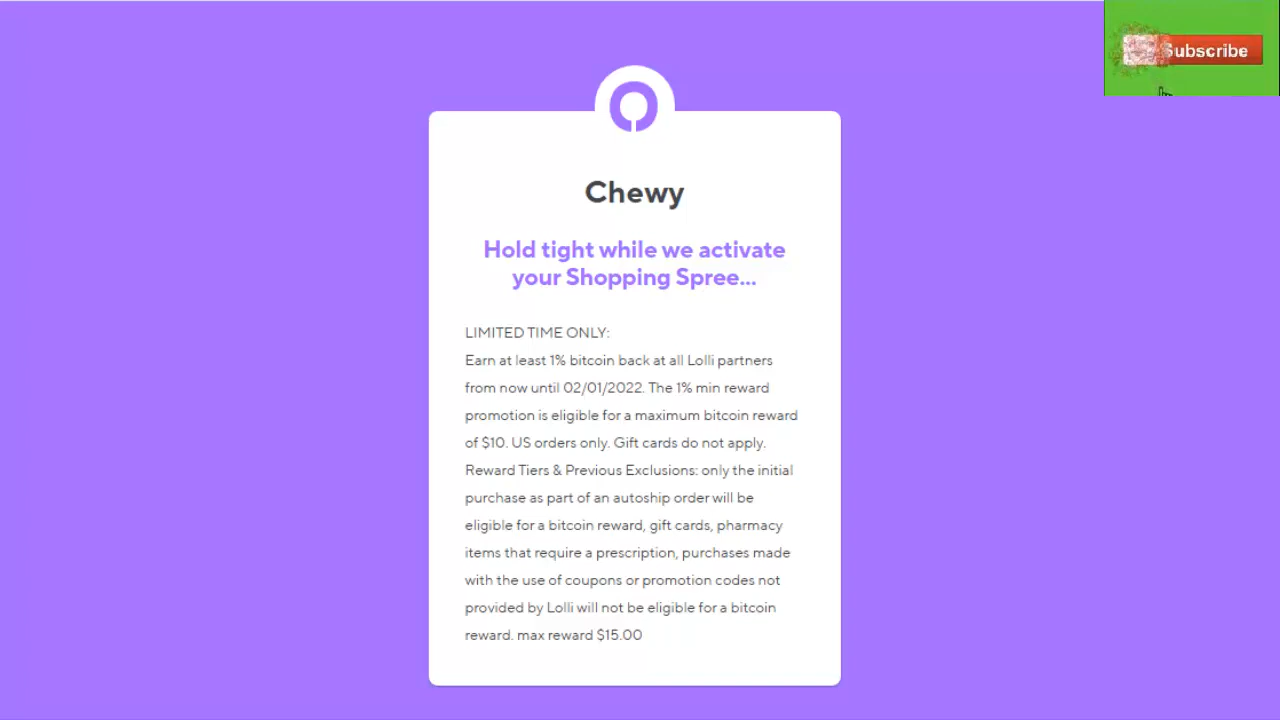 Subscribe
Chewy
Hold tight while we activate
your Shopping Spree...
LIMITED TIME ONLY:
Earn at least 1% bitcoin back at all Lolli partners
from now until 02/01/2022. The 1% min reward
promotion is eligible for a maximum bitcoin reward
of $10. US orders only. Gift cards do not apply.
Reward Tiers & Previous Exclusions: only the initial
purchase as part of an autoship order will be
eligible for a bitcoin reward, gift cards, pharmacy
items that require a prescription, purchases made
with the use of coupons or promotion codes not
provided by Lolli will not be eligible for a bitcoin
reward. max reward $15.00